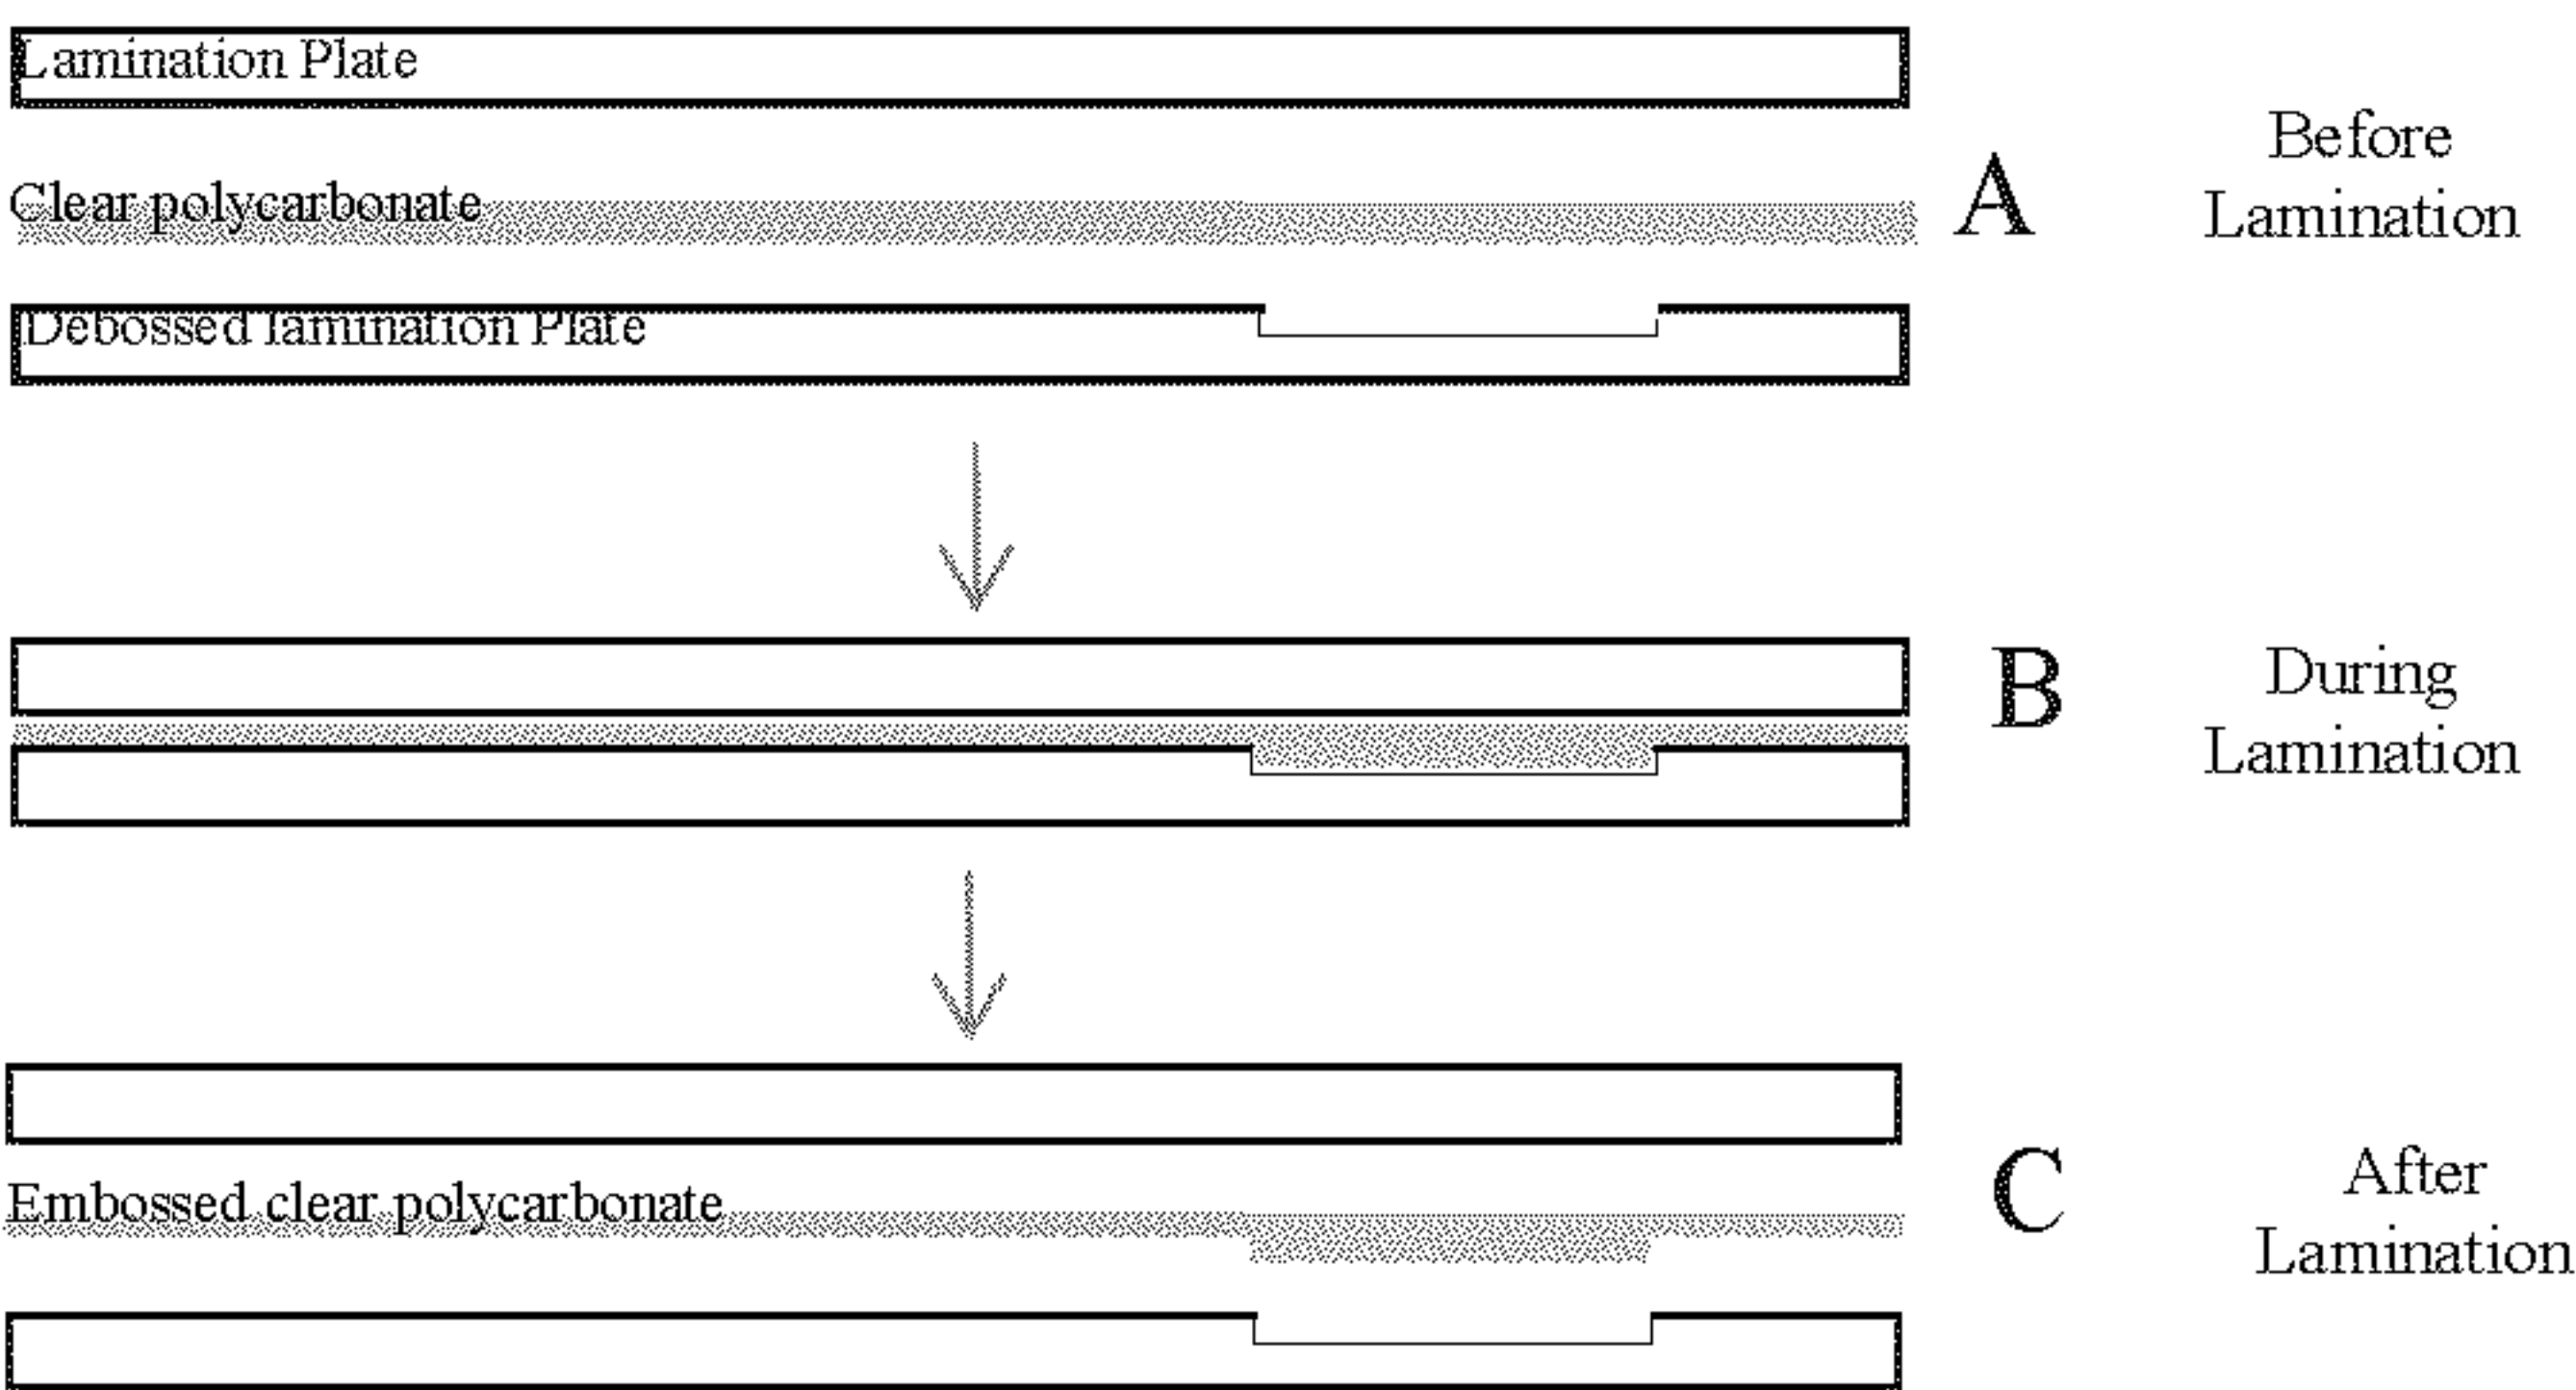 Lamination Plate
Clear polycarbonate
Debossed lamination Plate
A
Before
Lamination
B
During
Lamination
Embossed clear polycarbonate
C
After
Lamination